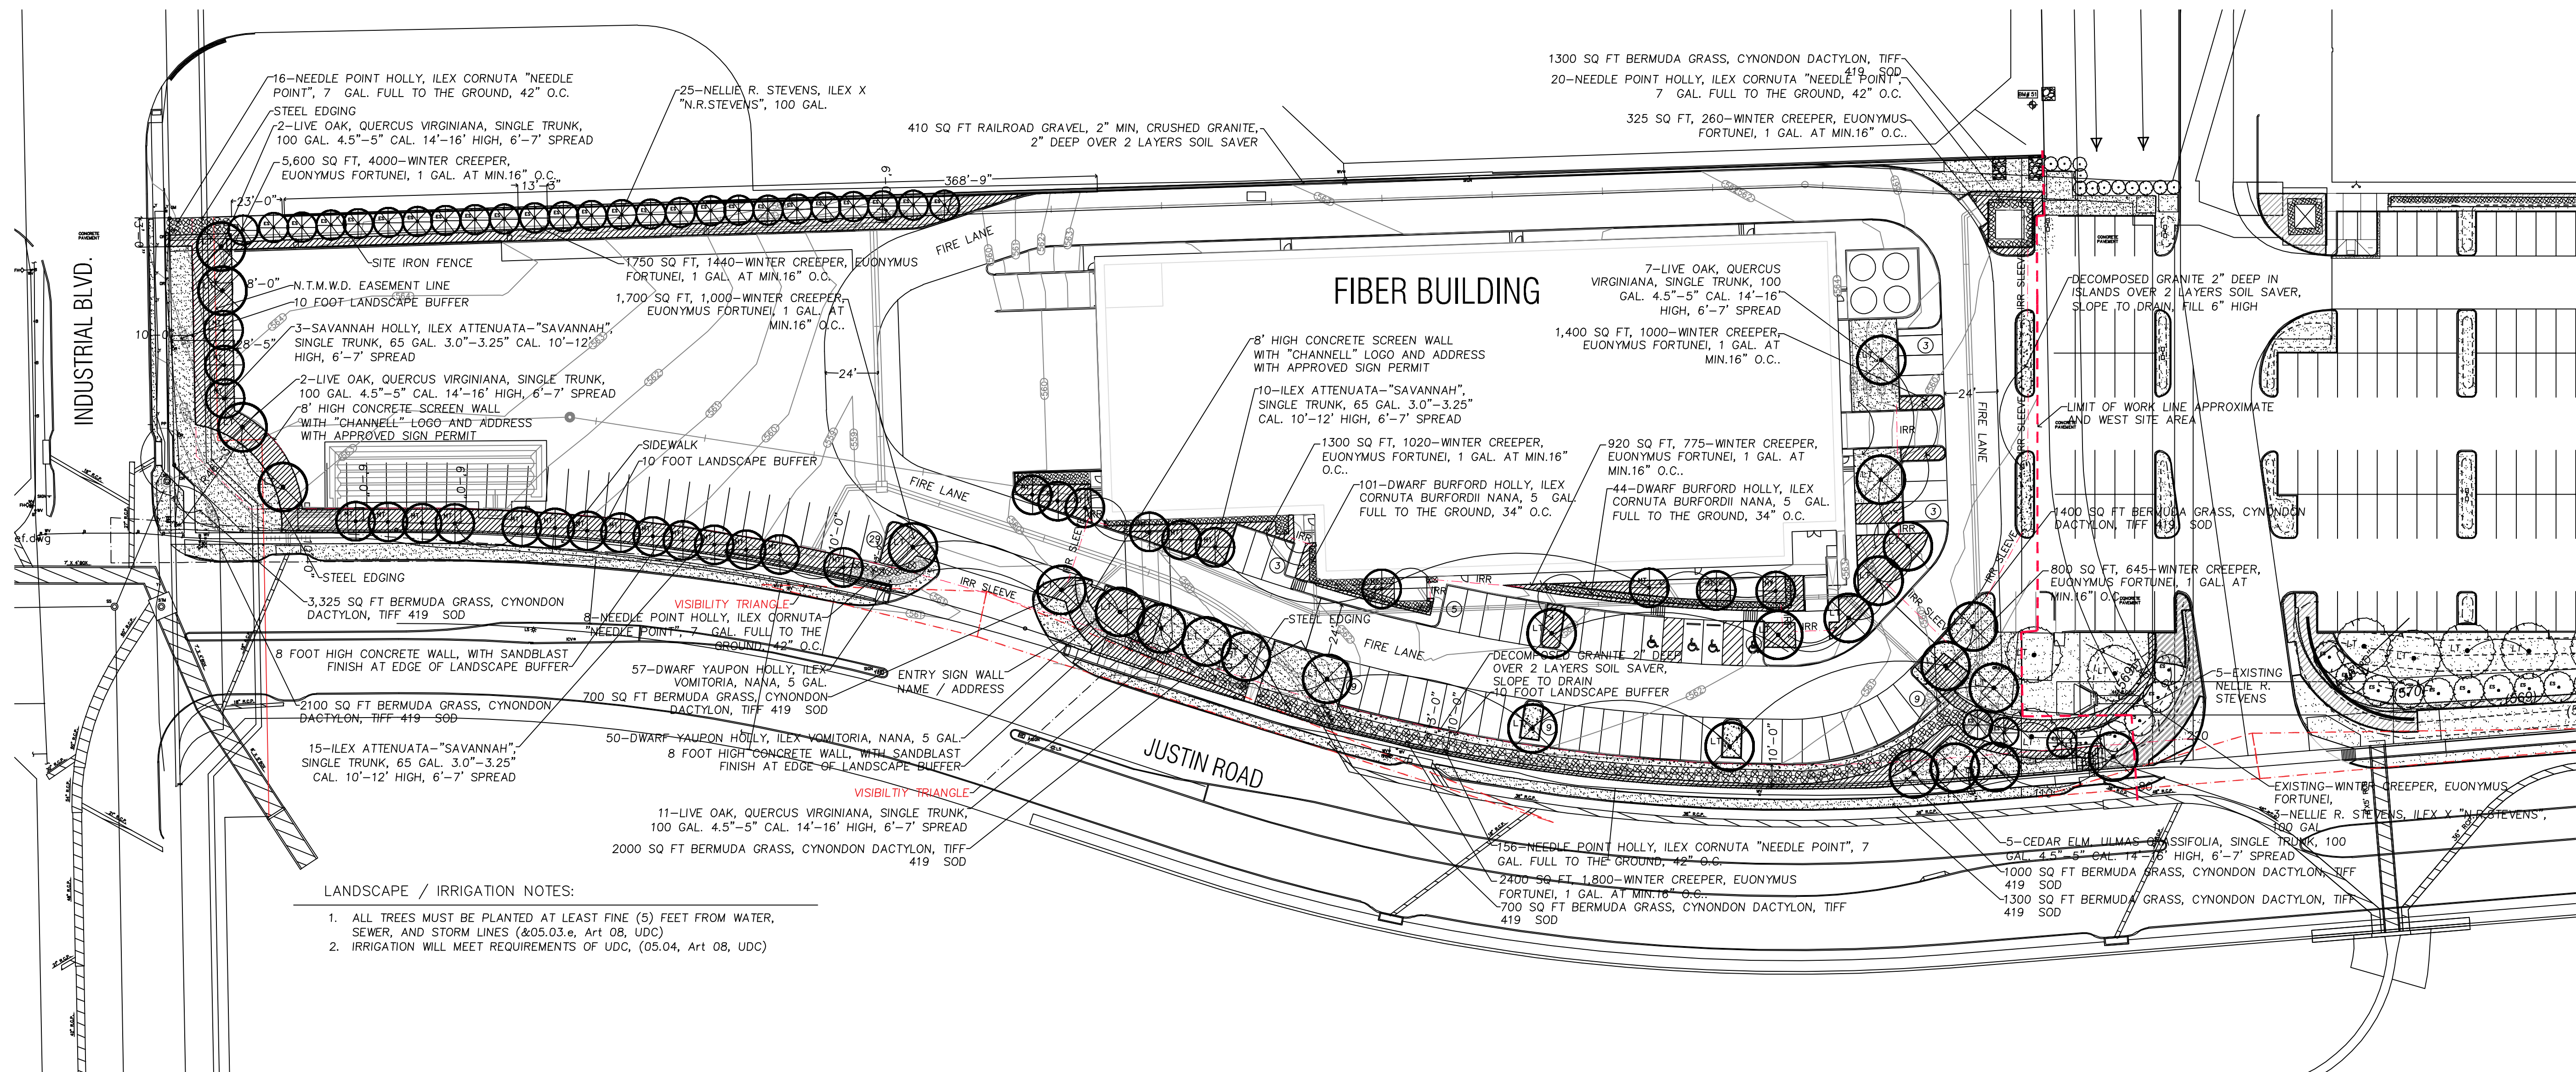 16-NEEDLE POINT HOLLY, ILEX CORNUTA "NEEDLE
POINT", 7 GAL. FULL TO THE GROUND, 42" O.C.
STEEL EDGING
2-LIVE OAK, QUERCUS VIRGINIANA, SINGLE TRUNK,
100 GAL. 4.5"-5" CAL. 14'-16' HIGH, 6'-7' SPREAD
5,600 SQ FT, 4000-WINTER CREEPER,
EUONYMUS FORTUNEI, 1 GAL. AT MIN.16" O.C.
13'-3"
23'-0"
25-NELLIE R. STEVENS, ILEX X
"N.R.STEVENS", 100 GAL.
410 SQ FT RAILROAD GRAVEL, 2" MIN, CRUSHED GRANITE,
2" DEEP OVER 2 LAYERS SOIL SAVER
368'-9"
1300 SQ FT BERMUDA GRASS, CYNONDON DACTYLON, TIFF
419 SOD
20-NEEDLE POINT HOLLY, ILEX CORNUTA "NEEDLE POINT",
7 GAL. FULL TO THE GROUND, 42" O.C.
325 SQ FT, 260-WINTER CREEPER, EUONYMUS
FORTUNEI, 1 GAL. AT MIN.16" O.C..
INDUSTRIAL BLVD.
CONCRETE
PAVEMENT
SITE IRON FENCE
N.T.M.W.D. EASEMENT LINE
10 FOOT LANDSCAPE BUFFER
3-SAVANNAH HOLLY, ILEX ATTENUATA-"SAVANNAH",
SINGLE TRUNK, 65 GAL. 3.0"-3.25" CAL. 10'-12'
HIGH, 6'-7' SPREAD
8'-0"
10'-0"
28'-5"
2-LIVE OAK, QUERCUS VIRGINIANA, SINGLE TRUNK,
100 GAL. 4.5"-5" CAL. 14'-16' HIGH, 6'-7' SPREAD
8' HIGH CONCRETE SCREEN WALL
WITH "CHANNELL" LOGO AND ADDRESS
WITH APPROVED SIGN PERMIT
1750 SQ FT, 1440-WINTER CREEPER, EUONYMUS
FORTUNEI, 1 GAL. AT MIN.16" O.C.
1,700 SQ FT, 1,000-WINTER CREEPER,
EUONYMUS FORTUNEI, 1 GAL. AT
MIN.16" O.C..
24'
FIRE LANE
SIDEWALK
10 FOOT LANDSCAPE BUFFER
FIRE LANE
FIBER BUILDING
8' HIGH CONCRETE SCREEN WALL
WITH "CHANNELL" LOGO AND ADDRESS
WITH APPROVED SIGN PERMIT
10-ILEX ATTENUATA-"SAVANNAH",
SINGLE TRUNK, 65 GAL. 3.0"-3.25"
CAL. 10'-12' HIGH, 6'-7' SPREAD
1300 SQ FT, 1020-WINTER CREEPER,
EUONYMUS FORTUNEI, 1 GAL. AT MIN.16"
O.C..
101-DWARF BURFORD HOLLY, ILEX
CORNUTA BURFORDII NANA, 5 GAL.
FULL TO THE GROUND, 34" O.C.
7-LIVE OAK, QUERCUS
VIRGINIANA, SINGLE TRUNK, 100
GAL. 4.5"-5" CAL. 14'-16'
HIGH, 6'-7' SPREAD
1,400 SQ FT, 1000-WINTER CREEPER,
EUONYMUS FORTUNEI, 1 GAL. AT
MIN.16" O.C..
920 SQ FT, 775-WINTER CREEPER,
EUONYMUS FORTUNEI, 1 GAL. AT
MIN.16" O.C..
44-DWARF BURFORD HOLLY, ILEX
CORNUTA BURFORDII NANA, 5 GAL.
FULL TO THE GROUND, 34" O.C.
IRR
24'
FIRE LANE
IRR SLEEVE
DECOMPOSED GRANITE 2" DEEP IN
ISLANDS OVER 2 LAYERS SOIL SAVER,
SLOPE TO DRAIN, FILL 6" HIGH
LIMIT OF WORK LINE APPROXIMATE
AND WEST SITE AREA
1400 SQ FT BERMUDA GRASS, CYNONDON
DACTYLON, TIFF 419 SOD
800 SQ FT, 645-WINTER CREEPER,
EUONYMUS FORTUNEI, 1 GAL. AT
MIN.16" O.C.
5-EXISTING
NELLIE R.
STEVENS
STEEL EDGING
3,325 SQ FT BERMUDA GRASS, CYNONDON
DACTYLON, TIFF 419 SOD
8 FOOT HIGH CONCRETE WALL, WITH SANDBLAST
FINISH AT EDGE OF LANDSCAPE BUFFER
2100 SQ FT BERMUDA GRASS, CYNONDON
DACTYLON, TIFF 419 SOD
15-ILEX ATTENUATA-"SAVANNAH",
SINGLE TRUNK, 65 GAL. 3.0"-3.25"
CAL. 10'-12' HIGH, 6'-7' SPREAD
VISIBILITY TRIANGLE
8-NEEDLE POINT HOLLY, ILEX CORNUTA
"NEEDLE POINT", 7 GAL. FULL TO THE
GROUND, 42" O.C.
57-DWARF YAUPON HOLLY, ILEX
VOMITORIA, NANA, 5 GAL.
700 SQ FT BERMUDA GRASS, CYNONDON
DACTYLON, TIFF 419 SOD
IRR SLEEVE
ENTRY SIGN WALL
NAME / ADDRESS
50-DWARF YAUPON HOLLY, ILEX VOMITORIA, NANA, 5 GAL.
8 FOOT HIGH CONCRETE WALL, WITH SANDBLAST
FINISH AT EDGE OF LANDSCAPE BUFFER
VISIBILTIY TRIANGLE
11-LIVE OAK, QUERCUS VIRGINIANA, SINGLE TRUNK,
100 GAL. 4.5"-5" CAL. 14'-16' HIGH, 6'-7' SPREAD
2000 SQ FT BERMUDA GRASS, CYNONDON DACTYLON, TIFF
419 SOD
STEEL EDGING
FIRE LANE
DECOMPOSED GRANITE 2" DEEP
OVER 2 LAYERS SOIL SAVER,
SLOPE TO DRAIN
10 FOOT LANDSCAPE BUFFER
JUSTIN ROAD
156-NEEDLE POINT HOLLY, ILEX CORNUTA "NEEDLE POINT", 7
GAL. FULL TO THE GROUND, 42" O.C.
2400 SQ FT, 1,800-WINTER CREEPER, EUONYMUS
FORTUNEI, 1 GAL. AT MIN.16" O.C..
700 SQ FT BERMUDA GRASS, CYNONDON DACTYLON, TIFF
419 SOD
EXISTING-WINTER CREEPER, EUONYMUS
FORTUNEI,
3-NELLIE R. STEVENS, ILEX X "N.R.STEVENS",
100 GAL
5-CEDAR ELM, ULMAS CRASSIFOLIA, SINGLE TRUNK, 100
GAL. 4.5"-5" CAL. 14'-16' HIGH, 6'-7' SPREAD
1000 SQ FT BERMUDA GRASS, CYNONDON DACTYLON, TIFF
419 SOD
1300 SQ FT BERMUDA GRASS, CYNONDON DACTYLON, TIFF
419 SOD
LANDSCAPE / IRRIGATION NOTES:
1. ALL TREES MUST BE PLANTED AT LEAST FINE (5) FEET FROM WATER,
SEWER, AND STORM LINES (&05.03.e, Art 08, UDC)
2. IRRIGATION WILL MEET REQUIREMENTS OF UDC, (05.04, Art 08, UDC)